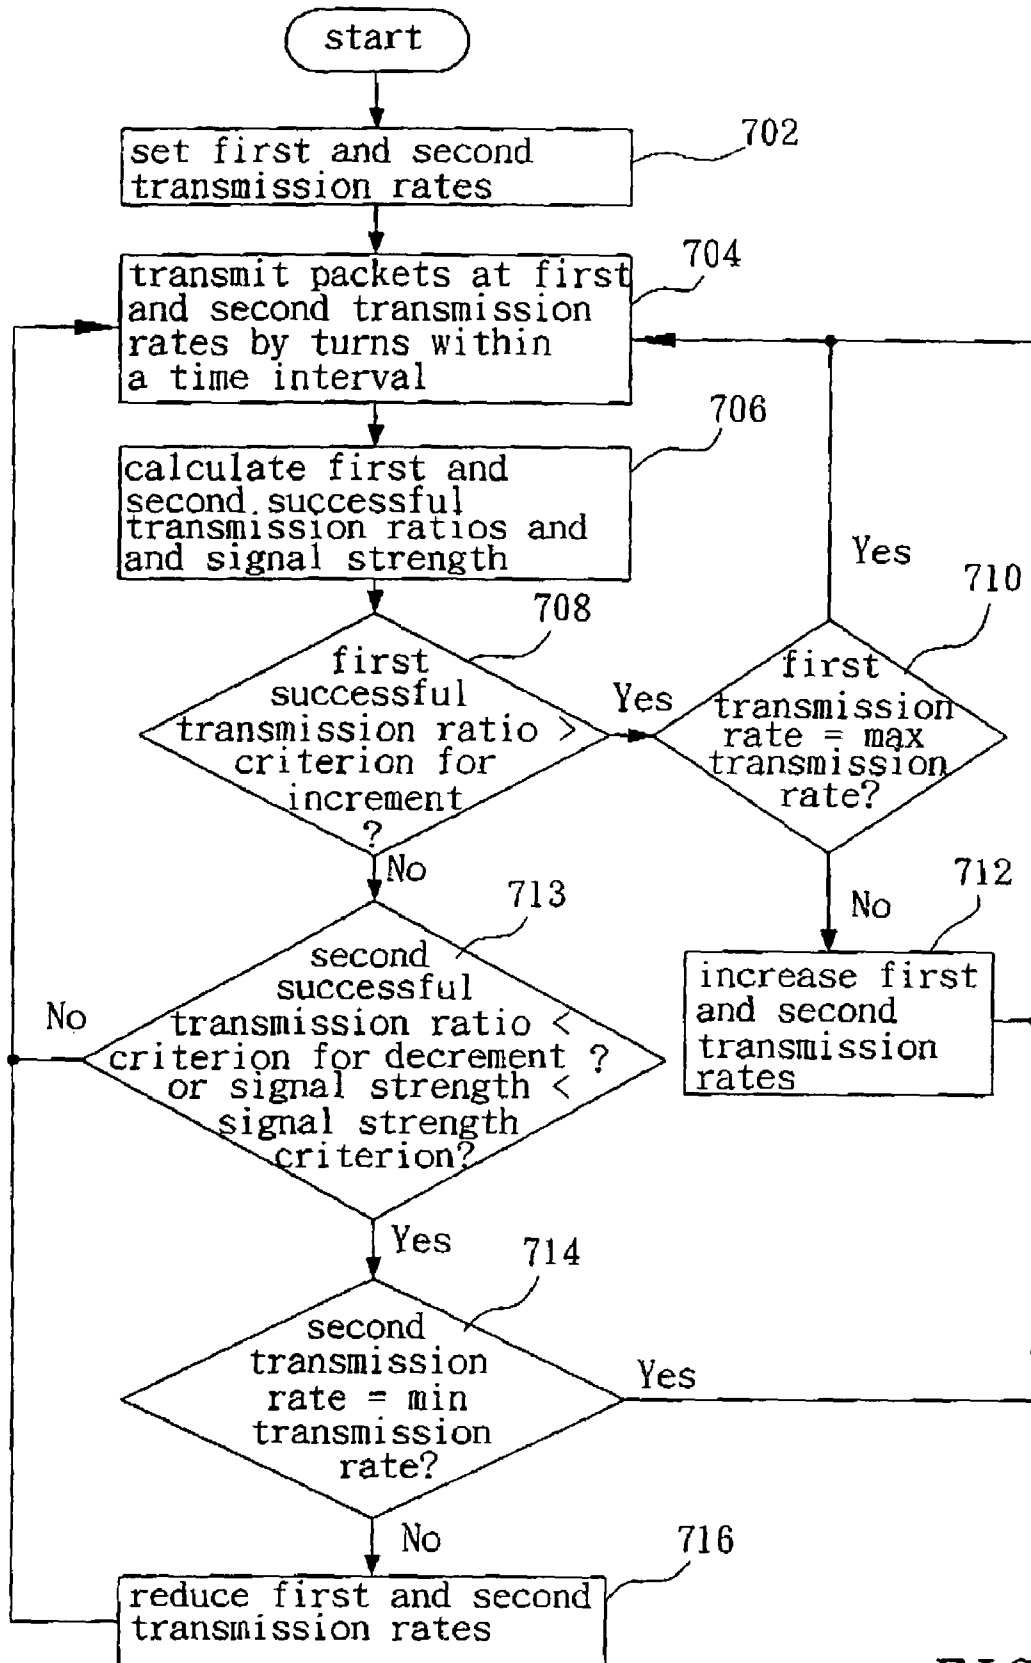 start
702
set first and second
transmission rates
704
transmit packets at first
and second transmission
rates by turns within
a time interval
706
calculate first and
second successful
transmission ratios and
and signal strength
Yes
710
708
first
successful
transmission ratio >
criterion for
increment
?
Yes
first
transmission
rate = max
transmission
rate?
No
713
No
712
second
successful
transmission ratio <
criterion for decrement ?
or signal strength <
signal strength
criterion?
No
increase first
and second
transmission
rates
Yes
714
second
transmission
rate = min
transmission
rate?
Yes
No
716
reduce first and second
transmission rates